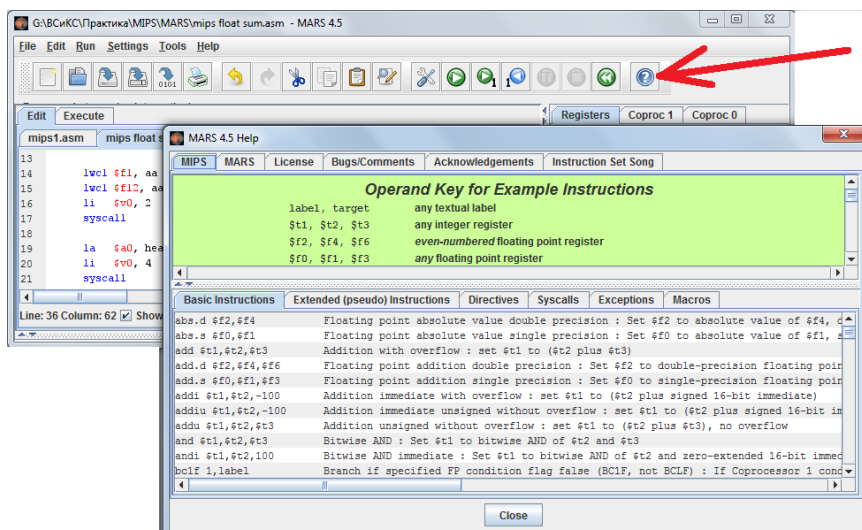 G:\ВСиКС\Практика\MIPS\MARS\mips float sum.asm - MARS 4.5
File Edit Run Settings Tools Help
Edit Execute
Registers Coproc 1 Coproc 0
mips1.asm mips float s
13
14 lwc1 $f1, aa
15 lwc1 $f12, aa
16 li $v0, 2
17 syscall
18
19 la $a0, hea
20 li $v0, 4
21 syscall
Line: 36 Column: 62 Show
MARS 4.5 Help
MIPS MARS License Bugs/Comments Acknowledgements Instruction Set Song
Operand Key for Example Instructions
label, target any textual label
$t1, $t2, $t3 any integer register
$f2, $f4, $f6 even-numbered floating point register
$f0, $f1, $f3 any floating point register
Basic Instructions Extended (pseudo) Instructions Directives Syscalls Exceptions Macros
abs.d $f2,$f4 Floating point absolute value double precision : Set $f2 to absolute value of $f4,
abs.s $f0,$f1 Floating point absolute value single precision : Set $f0 to absolute value of $f1,
add $t1,$t2,$t3 Addition with overflow : set $t1 to ($t2 plus $t3)
add.d $f2,$f4,$f6 Floating point addition double precision : Set $f2 to double-precision floating poin
add.s $f0,$f1,$f3 Floating point addition single precision : Set $f0 to single-precision floating poin
addi $t1,$t2,-100 Addition immediate with overflow : set $t1 to ($t2 plus signed 16-bit immediate)
addiu $t1,$t2,-100 Addition immediate unsigned without overflow : set $t1 to ($t2 plus signed 16-bit im
addu $t1,$t2,$t3 Addition unsigned without overflow : set $t1 to ($t2 plus $t3), no overflow
and $t1,$t2,$t3 Bitwise AND : Set $t1 to bitwise AND of $t2 and $t3
andi $t1,$t2,100 Bitwise AND immediate : Set $t1 to bitwise AND of $t2 and zero-extended 16-bit immed
bc1f 1,label Branch if specified FP condition flag false (BC1F, not BCLF) : If Coprocessor 1 cond
Close